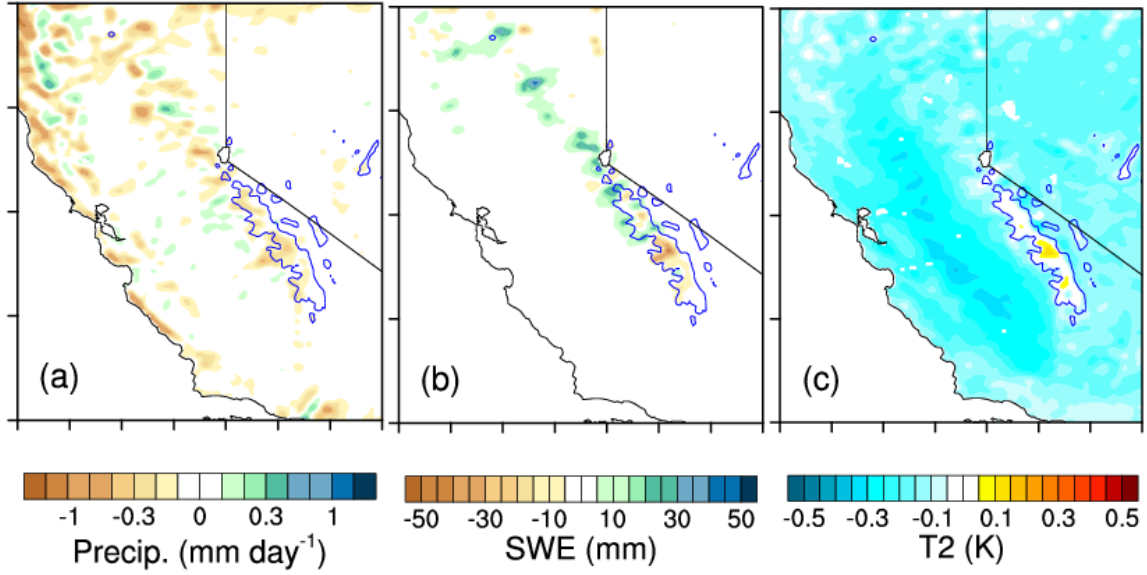 (a)
(b)
(c)
-1 -0.3 0 0.3 1
Precip. (mm day-1)
-50 -30 -10 10 30 50
SWE (mm)
-0.5 -0.3 -0.1 0.1 0.3 0.5
T2 (K)